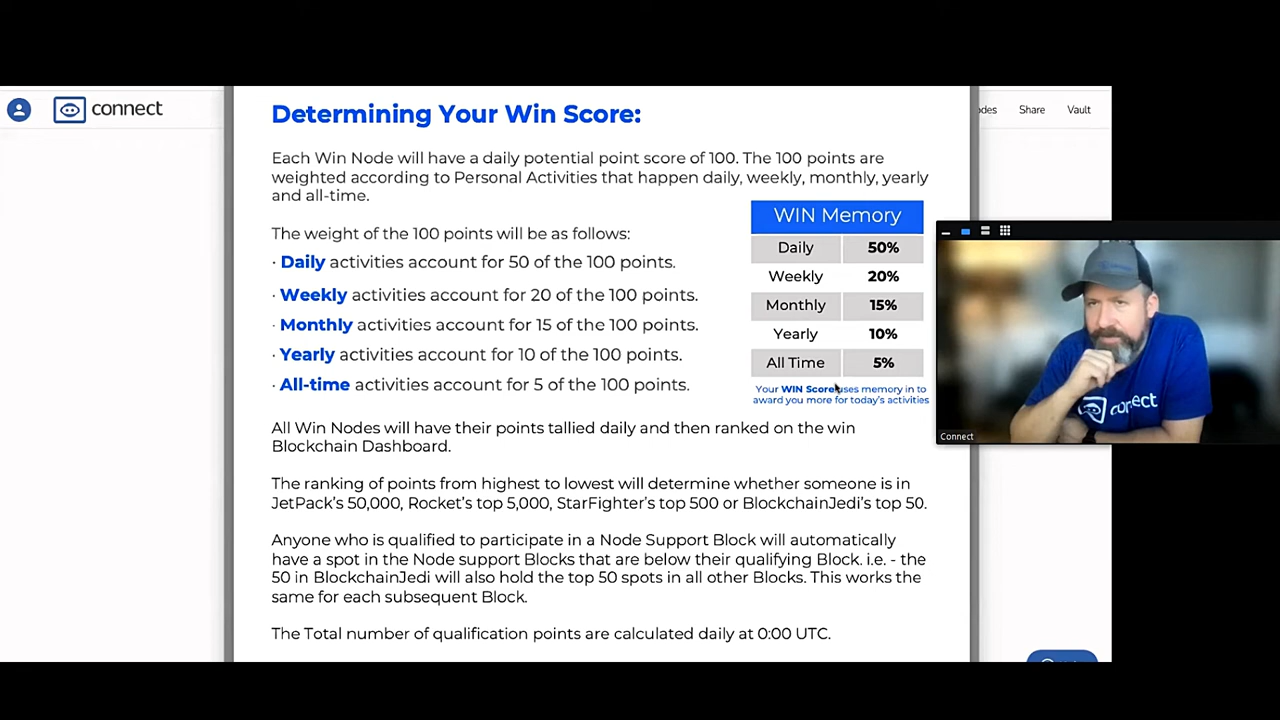 connect
Determining Your Win Score:
Share
Vault
Each Win Node will have a daily potential point score of 100. The 100 points are
weighted according to Personal Activities that happen daily, weekly, monthly, yearly
and all-time.
The weight of the 100 points will be as follows:
· Daily activities account for 50 of the 100 points.
· Weekly activities account for 20 of the 100 points.
· Monthly activities account for 15 of the 100 points.
· Yearly activities account for 10 of the 100 points.
· All-time activities account for 5 of the 100 points.
WIN Memory
Daily 50%
Weekly 20%
Monthly 15%
Yearly 10%
All Time 5%
Your WIN Score uses memory in to
award you more for today's activities
connect
Connect
All Win Nodes will have their points tallied daily and then ranked on the win
Blockchain Dashboard.
The ranking of points from highest to lowest will determine whether someone is in
JetPack's 50,000, Rocket's top 5,000, StarFighter's top 500 or BlockchainJedi's top 50.
Anyone who is qualified to participate in a Node Support Block will automatically
have a spot in the Node support Blocks that are below their qualifying Block. i.e. - the
50 in BlockchainJedi will also hold the top 50 spots in all other Blocks. This works the
same for each subsequent Block.
The Total number of qualification points are calculated daily at 0:00 UTC.